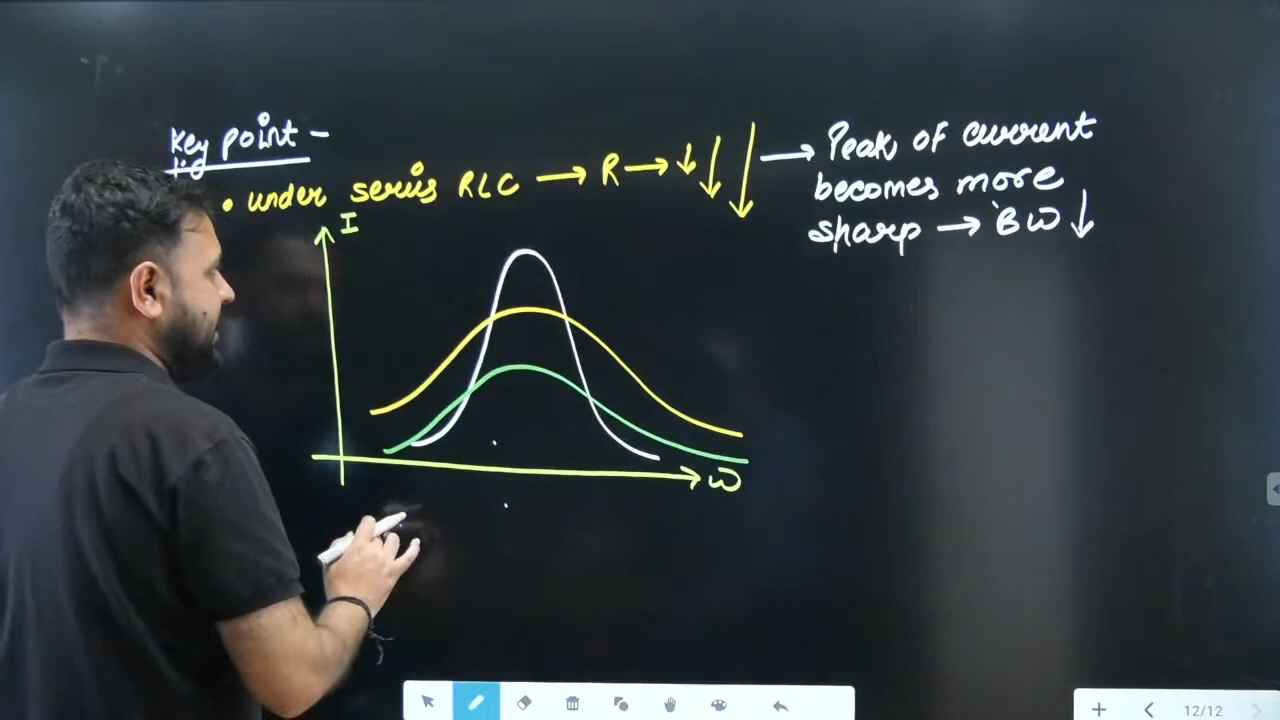 Key point -
• under series RLC → R → ↓ ↓ ↓ → Peak of current
becomes more
sharp → BW ↓
I
ω
12/12